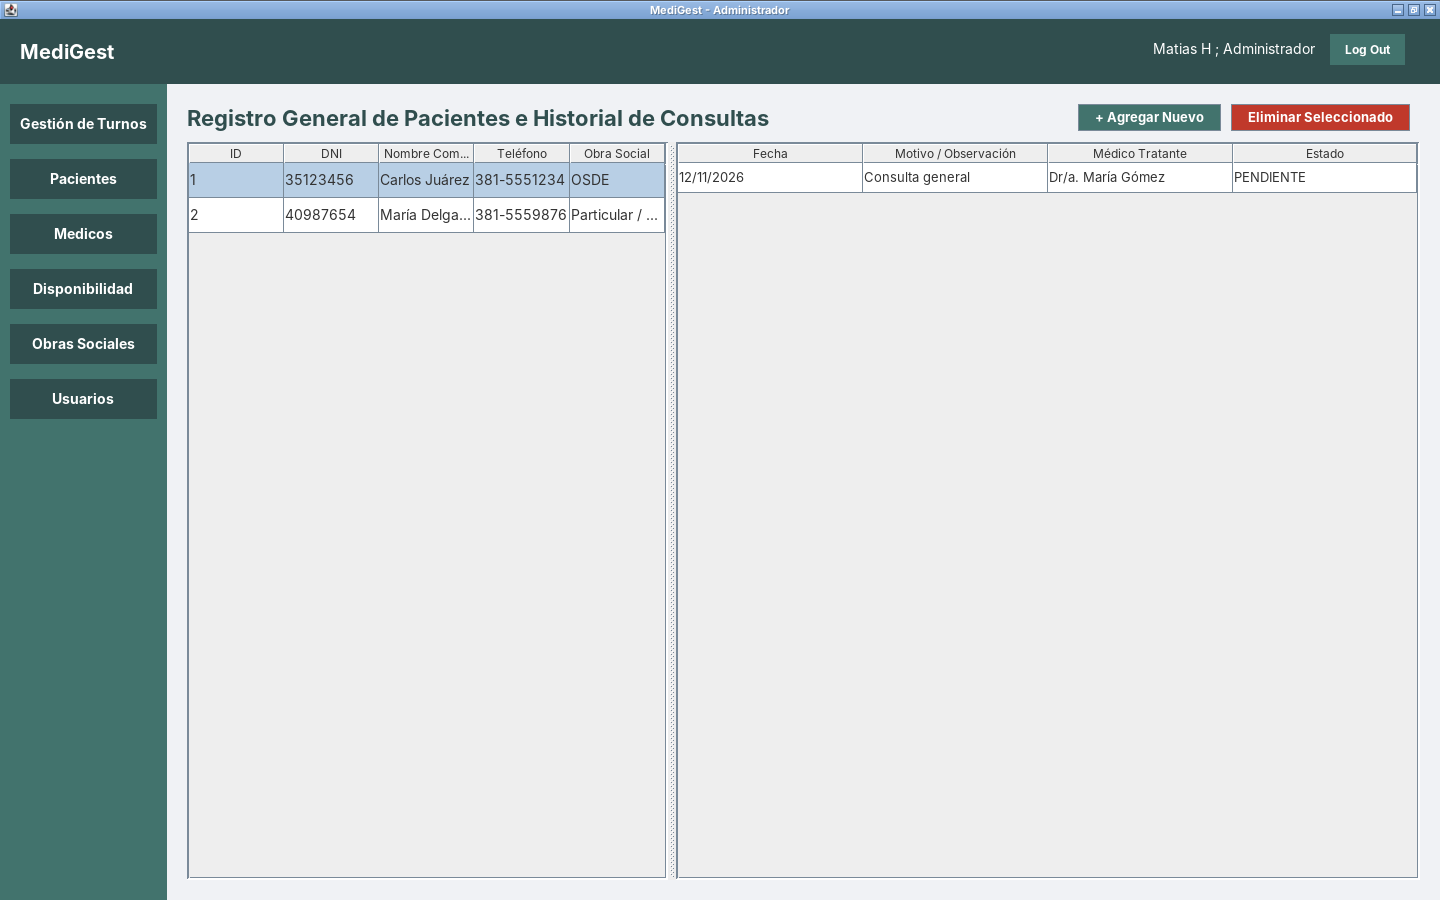 MediGest - Administrador
MediGest
Matias H ; Administrador
Log Out
Gestión de Turnos
Pacientes
Medicos
Disponibilidad
Obras Sociales
Usuarios
Registro General de Pacientes e Historial de Consultas
+ Agregar Nuevo
Eliminar Seleccionado
ID DNI Nombre Com... Teléfono Obra Social
1 35123456 Carlos Juárez 381-5551234 OSDE
2 40987654 María Delga... 381-5559876 Particular / ...
Fecha Motivo / Observación Médico Tratante Estado
12/11/2026 Consulta general Dr/a. María Gómez PENDIENTE